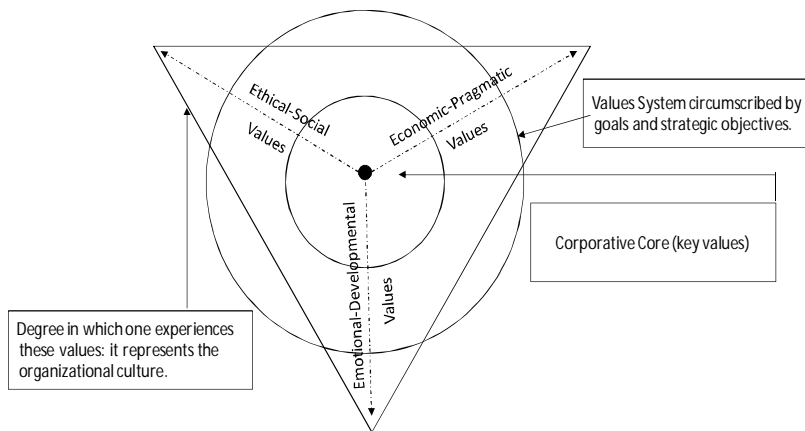 Ethical-Social
Values
Economic-Pragmatic
Values
Values System circumscribed by
goals and strategic objectives.
Corporative Core (key values)
Emotional-Developmental
Values
Degree in which one experiences
these values: it represents the
organizational culture.